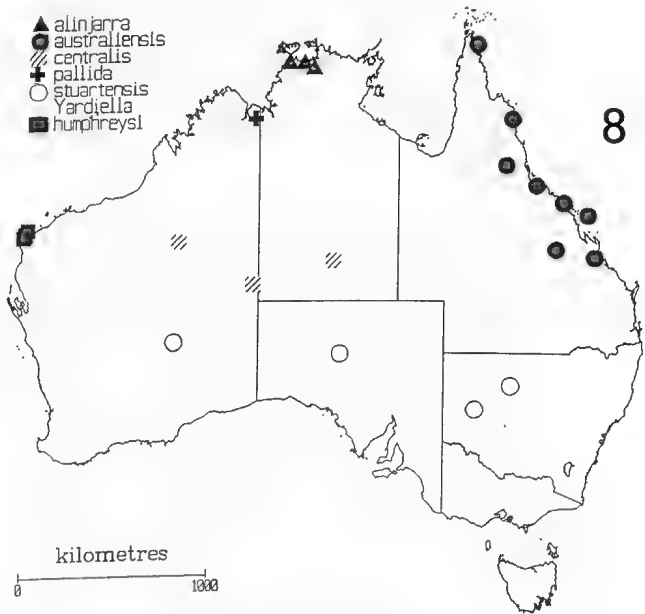 alinjarra
australiensis
centralis
pallida
stuartensis
Yardiella
humphreysi
8
kilometres
0 1000